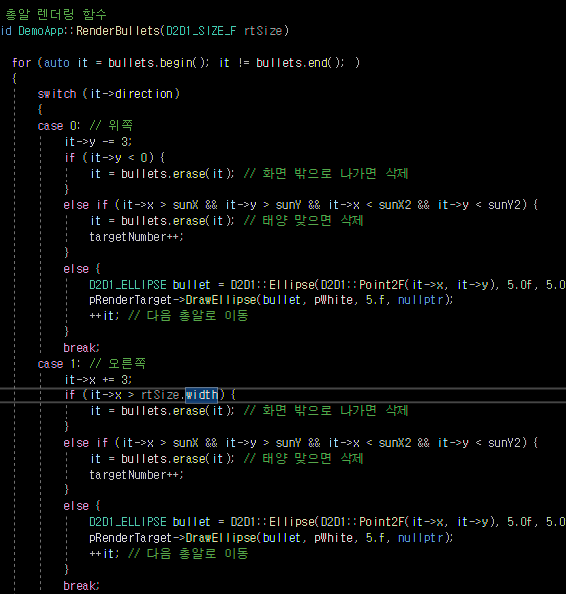 총알 렌더링 함수
id DemoApp::RenderBullets(D2D1_SIZE_F rtSize)
for (auto it = bullets.begin(); it != bullets.end(); )
{
switch (it->direction)
{
case 0: // 위쪽
it->y -= 3;
if (it->y < 0) {
it = bullets.erase(it); // 화면 밖으로 나가면 삭제
}
else if (it->x > sunX && it->y > sunY && it->x < sunX2 && it->y < sunY2) {
it = bullets.erase(it); // 태양 맞으면 삭제
targetNumber++;
}
else {
D2D1_ELLIPSE bullet = D2D1::Ellipse(D2D1::Point2F(it->x, it->y), 5.0f, 5.0
pRenderTarget->DrawEllipse(bullet, pWhite, 5.f, nullptr);
++it; // 다음 총알로 이동
}
break;
case 1: // 오른쪽
it->x += 3;
if (it->x > rtSize.width) {
it = bullets.erase(it); // 화면 밖으로 나가면 삭제
}
else if (it->x > sunX && it->y > sunY && it->x < sunX2 && it->y < sunY2) {
it = bullets.erase(it); // 태양 맞으면 삭제
targetNumber++;
}
else {
D2D1_ELLIPSE bullet = D2D1::Ellipse(D2D1::Point2F(it->x, it->y), 5.0f, 5.0
pRenderTarget->DrawEllipse(bullet, pWhite, 5.f, nullptr);
++it; // 다음 총알로 이동
}
break;